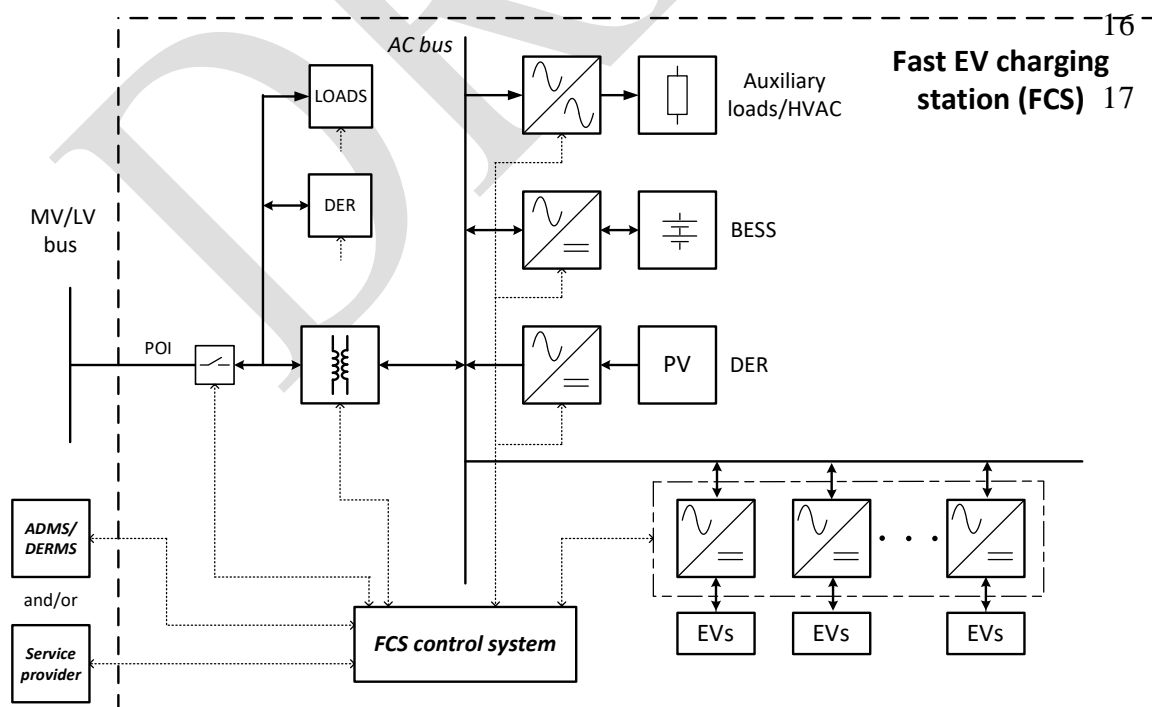 16
AC bus
Fast EV charging
station (FCS) 17
LOADS
Auxiliary
loads/HVAC
DER
MV/LV
bus
BESS
POI
PV
DER
ADMS/
DERMS
and/or
Service
provider
FCS control system
EVs
EVs
EVs